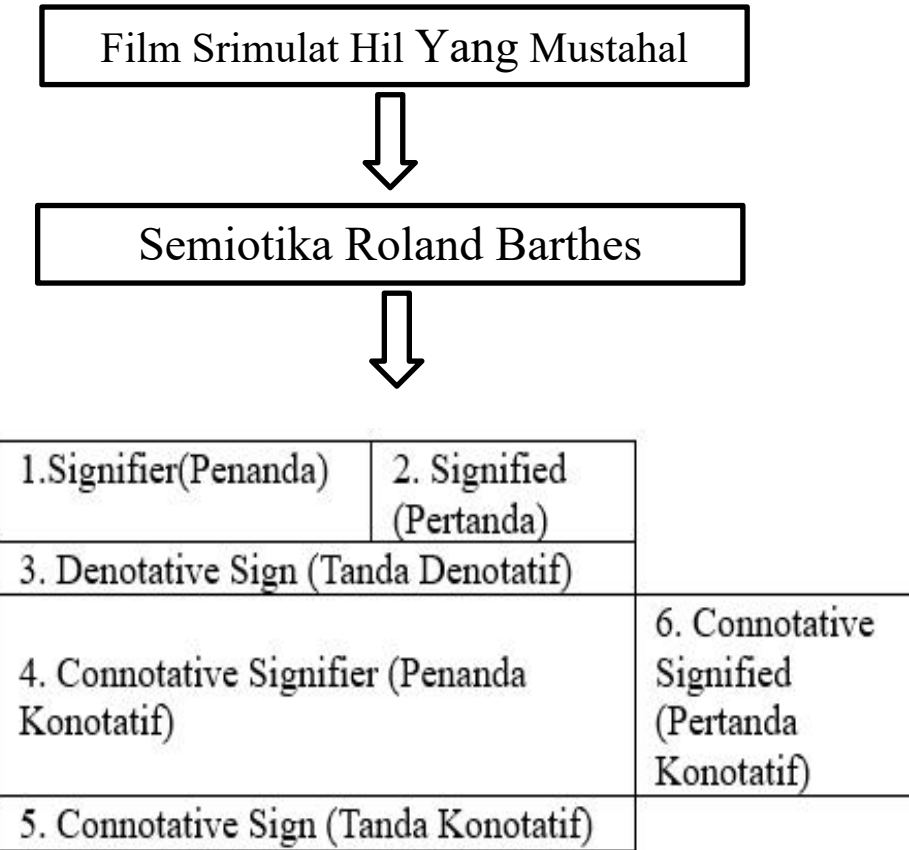 Film Srimulat Hil Yang Mustahal
Semiotika Roland Barthes
1.Signifier(Penanda)
2. Signified
(Pertanda)
3. Denotative Sign (Tanda Denotatif)
4. Connotative Signifier (Penanda
Konotatif)
6. Connotative
Signified
(Pertanda
Konotatif)
5. Connotative Sign (Tanda Konotatif)